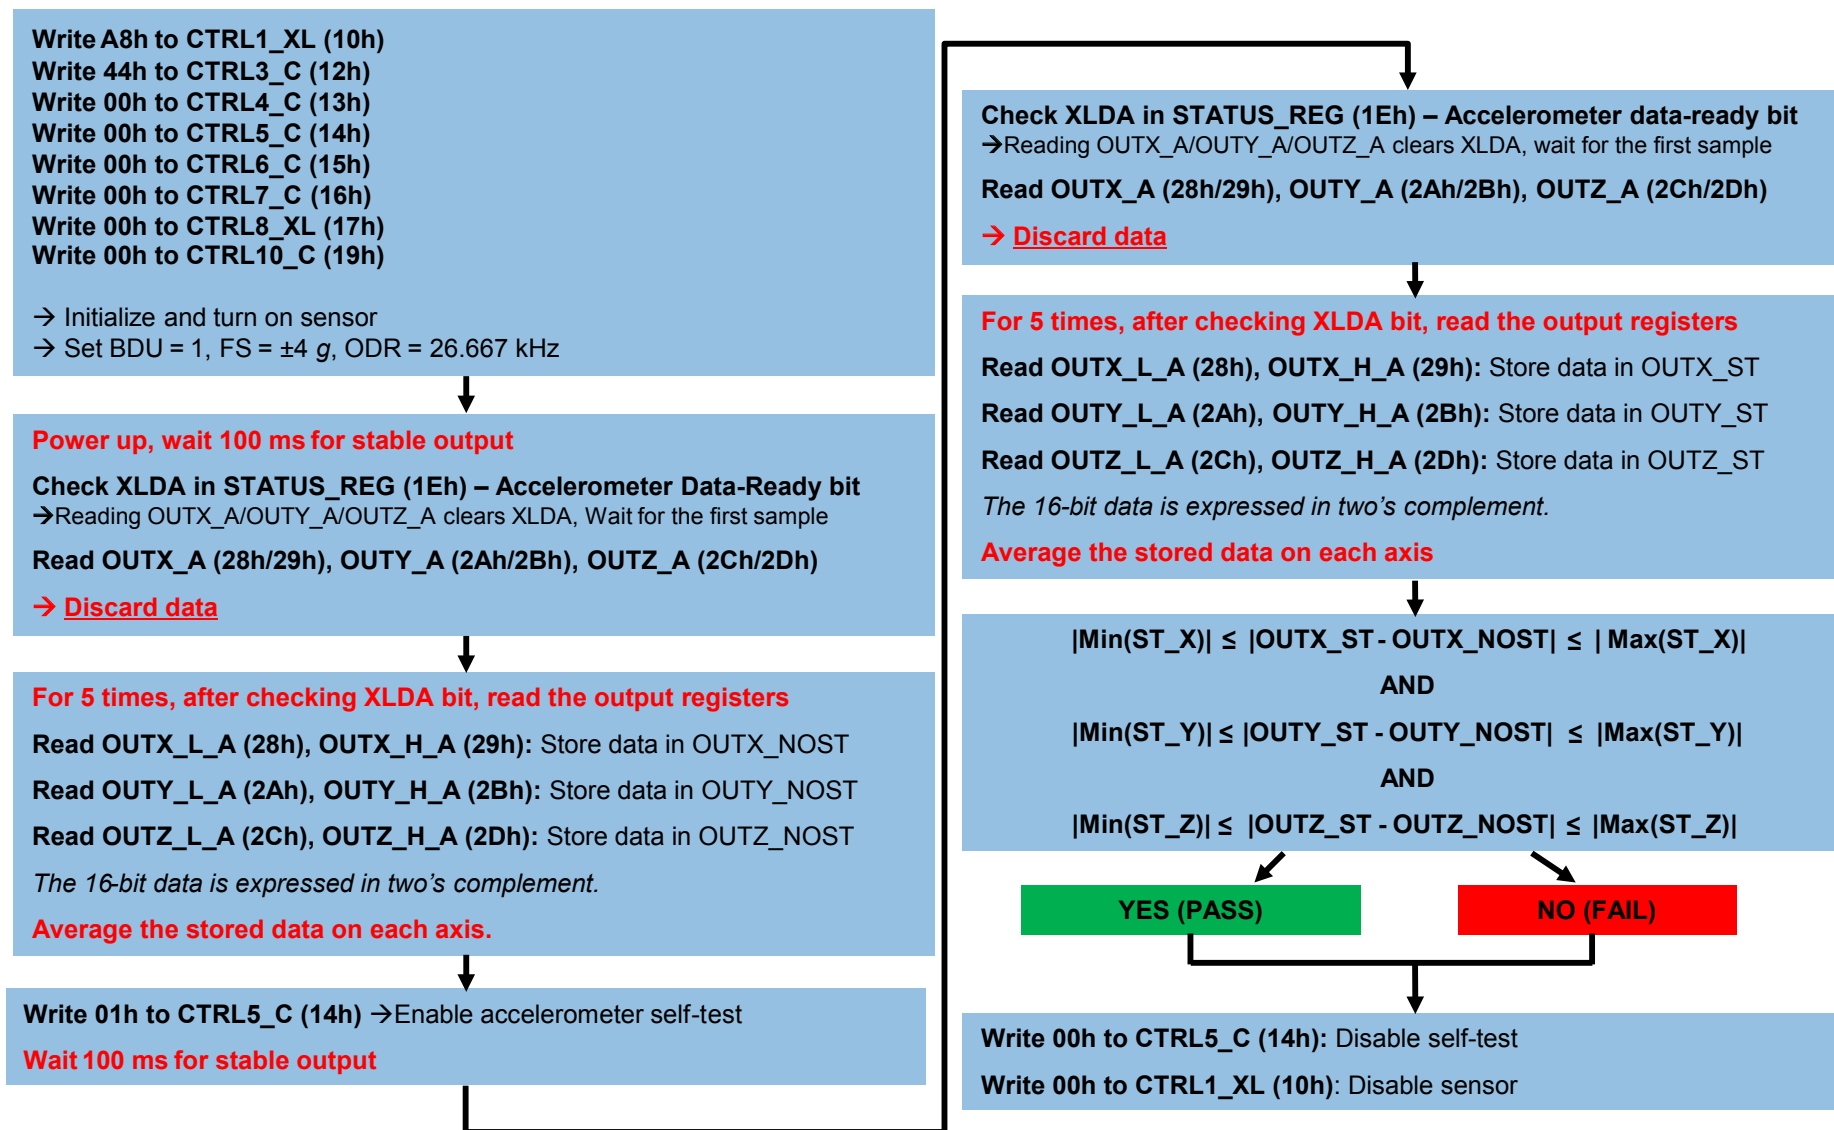 Write A8h to CTRL1_XL (10h)
Write 44h to CTRL3_C (12h)
Write 00h to CTRL4_C (13h)
Write 00h to CTRL5_C (14h)
Write 00h to CTRL6_C (15h)
Write 00h to CTRL7_C (16h)
Write 00h to CTRL8_XL (17h)
Write 00h to CTRL10_C (19h)
→ Initialize and turn on sensor
→ Set BDU = 1, FS = ±4 g, ODR = 26.667 kHz
Power up, wait 100 ms for stable output
Check XLDA in STATUS_REG (1Eh) – Accelerometer Data-Ready bit
→Reading OUTX_A/OUTY_A/OUTZ_A clears XLDA, Wait for the first sample
Read OUTX_A (28h/29h), OUTY_A (2Ah/2Bh), OUTZ_A (2Ch/2Dh)
→ Discard data
For 5 times, after checking XLDA bit, read the output registers
Read OUTX_L_A (28h), OUTX_H_A (29h): Store data in OUTX_NOST
Read OUTY_L_A (2Ah), OUTY_H_A (2Bh): Store data in OUTY_NOST
Read OUTZ_L_A (2Ch), OUTZ_H_A (2Dh): Store data in OUTZ_NOST
The 16-bit data is expressed in two's complement.
Average the stored data on each axis.
Write 01h to CTRL5_C (14h) →Enable accelerometer self-test
Wait 100 ms for stable output
Check XLDA in STATUS_REG (1Eh) – Accelerometer data-ready bit
→Reading OUTX_A/OUTY_A/OUTZ_A clears XLDA, wait for the first sample
Read OUTX_A (28h/29h), OUTY_A (2Ah/2Bh), OUTZ_A (2Ch/2Dh)
→ Discard data
For 5 times, after checking XLDA bit, read the output registers
Read OUTX_L_A (28h), OUTX_H_A (29h): Store data in OUTX_ST
Read OUTY_L_A (2Ah), OUTY_H_A (2Bh): Store data in OUTY_ST
Read OUTZ_L_A (2Ch), OUTZ_H_A (2Dh): Store data in OUTZ_ST
The 16-bit data is expressed in two's complement.
Average the stored data on each axis
|Min(ST_X)| ≤ |OUTX_ST - OUTX_NOST| ≤ | Max(ST_X)|
AND
|Min(ST_Y)| ≤ |OUTY_ST - OUTY_NOST| ≤ |Max(ST_Y)|
AND
|Min(ST_Z)| ≤ |OUTZ_ST - OUTZ_NOST| ≤ |Max(ST_Z)|
YES (PASS)
NO (FAIL)
Write 00h to CTRL5_C (14h): Disable self-test
Write 00h to CTRL1_XL (10h): Disable sensor